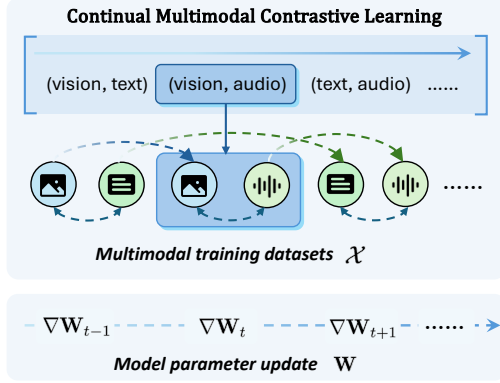 Continual Multimodal Contrastive Learning
(vision, text) (vision, audio) (text, audio) ......
......
Multimodal training datasets 𝒳
∇W_{t−1} ∇W_t ∇W_{t+1} ......
Model parameter update W